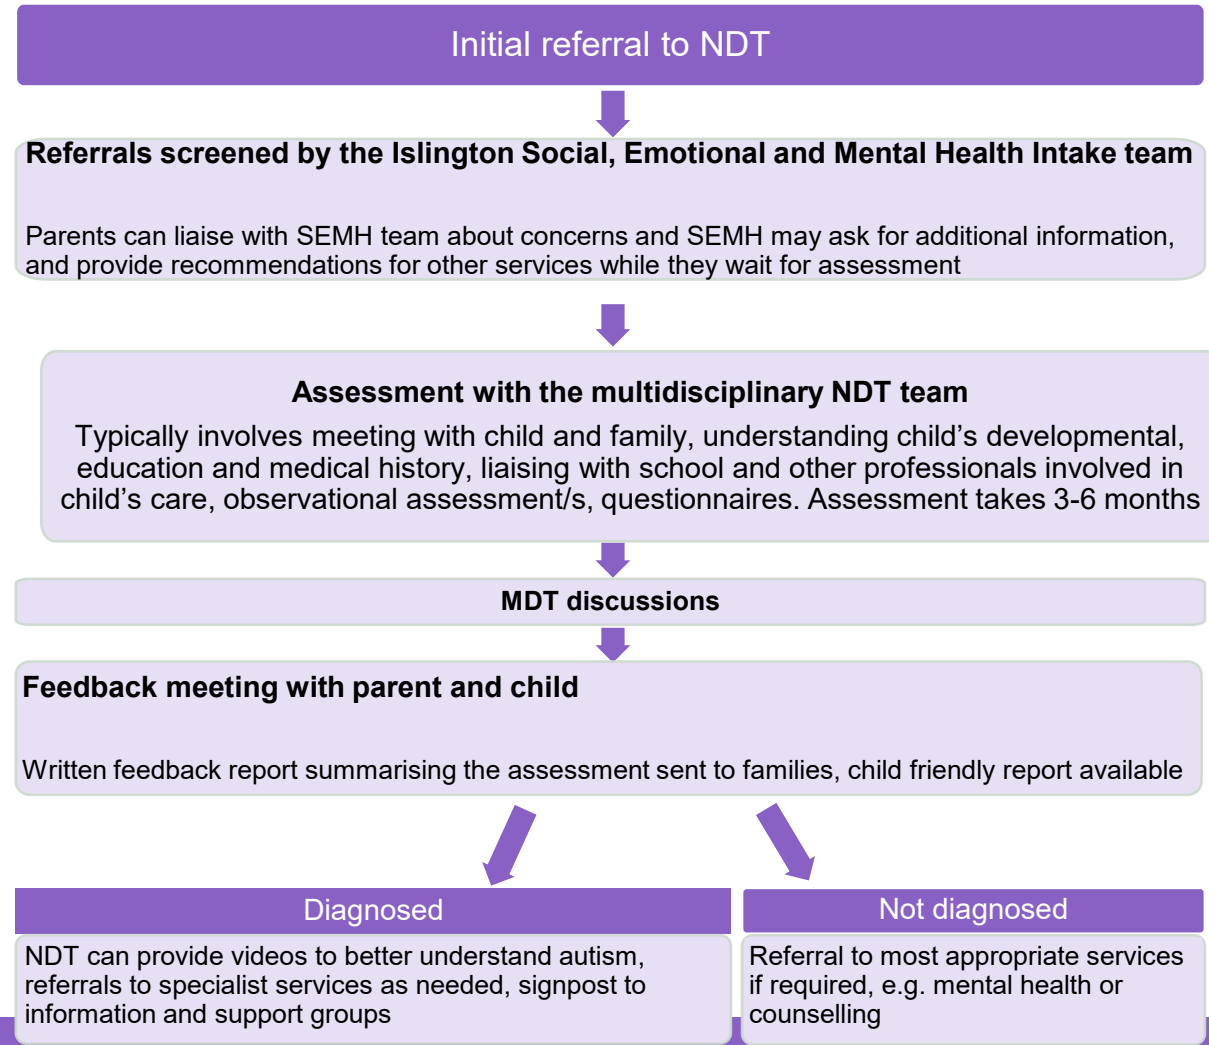 Initial referral to NDT
Referrals screened by the Islington Social, Emotional and Mental Health Intake team
Parents can liaise with SEMH team about concerns and SEMH may ask for additional information,
and provide recommendations for other services while they wait for assessment
Assessment with the multidisciplinary NDT team
Typically involves meeting with child and family, understanding child’s developmental,
education and medical history, liaising with school and other professionals involved in
child’s care, observational assessment/s, questionnaires. Assessment takes 3-6 months
MDT discussions
Feedback meeting with parent and child
Written feedback report summarising the assessment sent to families, child friendly report available
Diagnosed
NDT can provide videos to better understand autism,
referrals to specialist services as needed, signpost to
information and support groups
Not diagnosed
Referral to most appropriate services
if required, e.g. mental health or
counselling